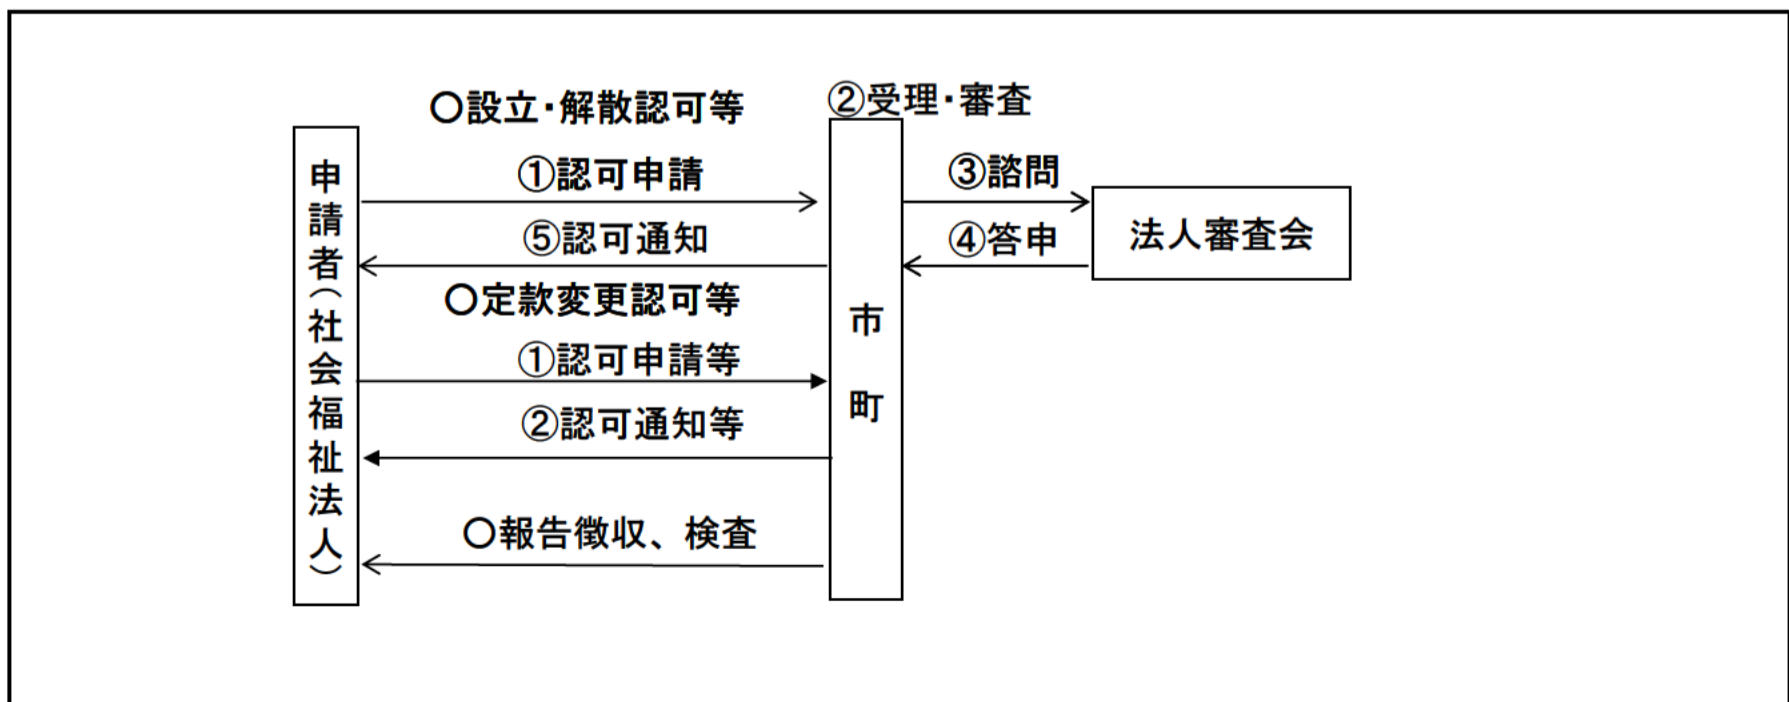 〇設立・解散認可等
②受理・審査
申請者（社会福祉法人）
①認可申請
③諮問
⑤認可通知
④答申
法人審査会
〇定款変更認可等
市町
①認可申請等
②認可通知等
〇報告徴収、検査